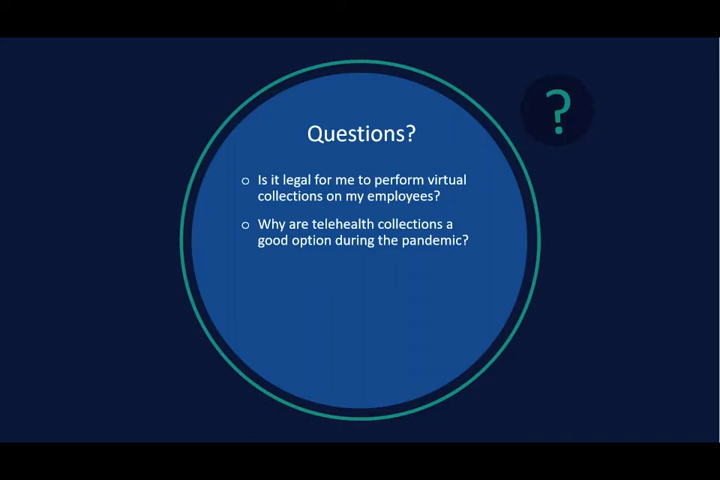 ?
Questions?
○ Is it legal for me to perform virtual
collections on my employees?
○ Why are telehealth collections a
good option during the pandemic?